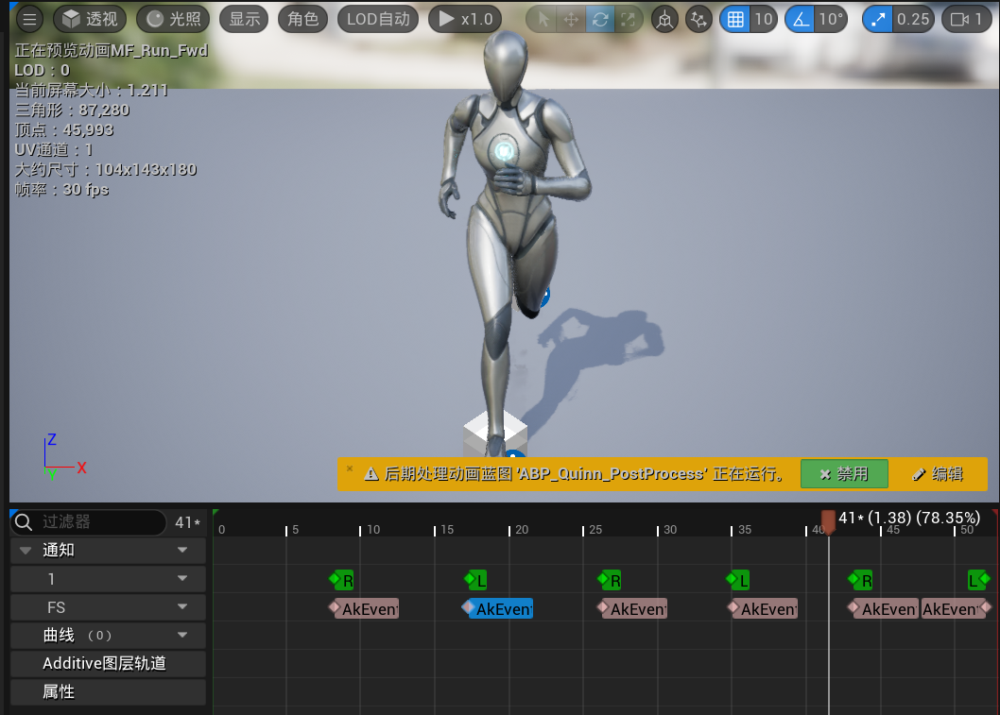 透视 光照 显示 角色 LOD自动 x1.0 10 10° 0.25 1
正在预览动画MF_Run_Fwd
LOD：0
当前屏幕大小：1.211
三角形：87,280
顶点：45,993
UV通道：1
大约尺寸：104x143x180
帧率：30 fps
Z
X
Y
后期处理动画蓝图 'ABP_Quinn_PostProcess' 正在运行。 禁用 编辑
过滤器 41*
41* (1.38) (78.35%)
0 5 10 15 20 25 30 35 40 45 50
通知
1 R L R L R L
FS AkEven AkEven AkEven AkEven AkEven AkEven
曲线 （0）
Additive图层轨道
属性